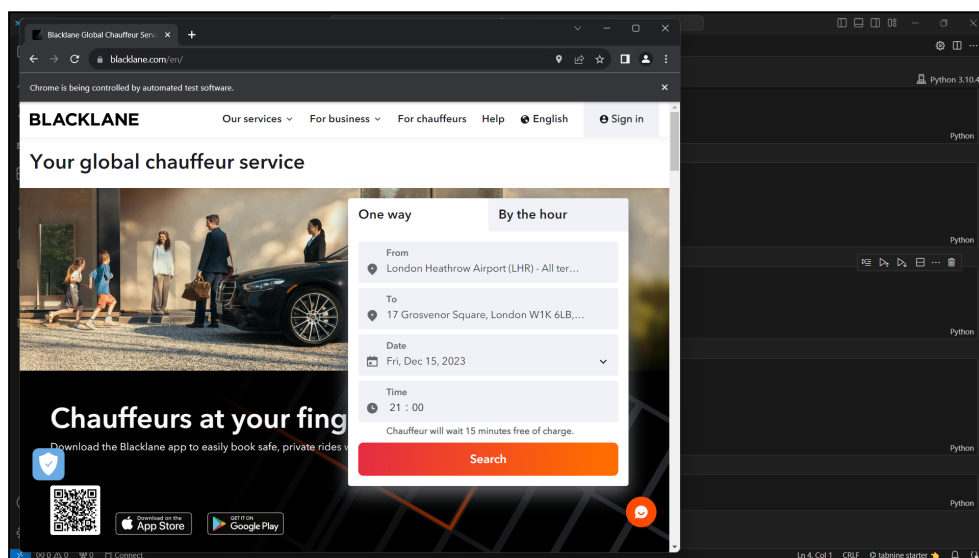 Blacklane Global Chauffeur Serv
blacklane.com/en/
Chrome is being controlled by automated test software.
BLACKLANE
Our services
For business
For chauffeurs
Help
English
Sign in
Your global chauffeur service
One way
By the hour
From
London Heathrow Airport (LHR) - All ter...
To
17 Grosvenor Square, London W1K 6LB,...
Date
Fri, Dec 15, 2023
Time
21 : 00
Chauffeur will wait 15 minutes free of charge.
Search
Chauffeurs at your fing
Download the Blacklane app to easily book safe, private rides
Download on the
App Store
GET IT ON
Google Play
Python 3.10.4
Python
Python
Python
Python
Python
0 0 0
Connect
Ln 4, Col 1
CRLF
tabnine starter